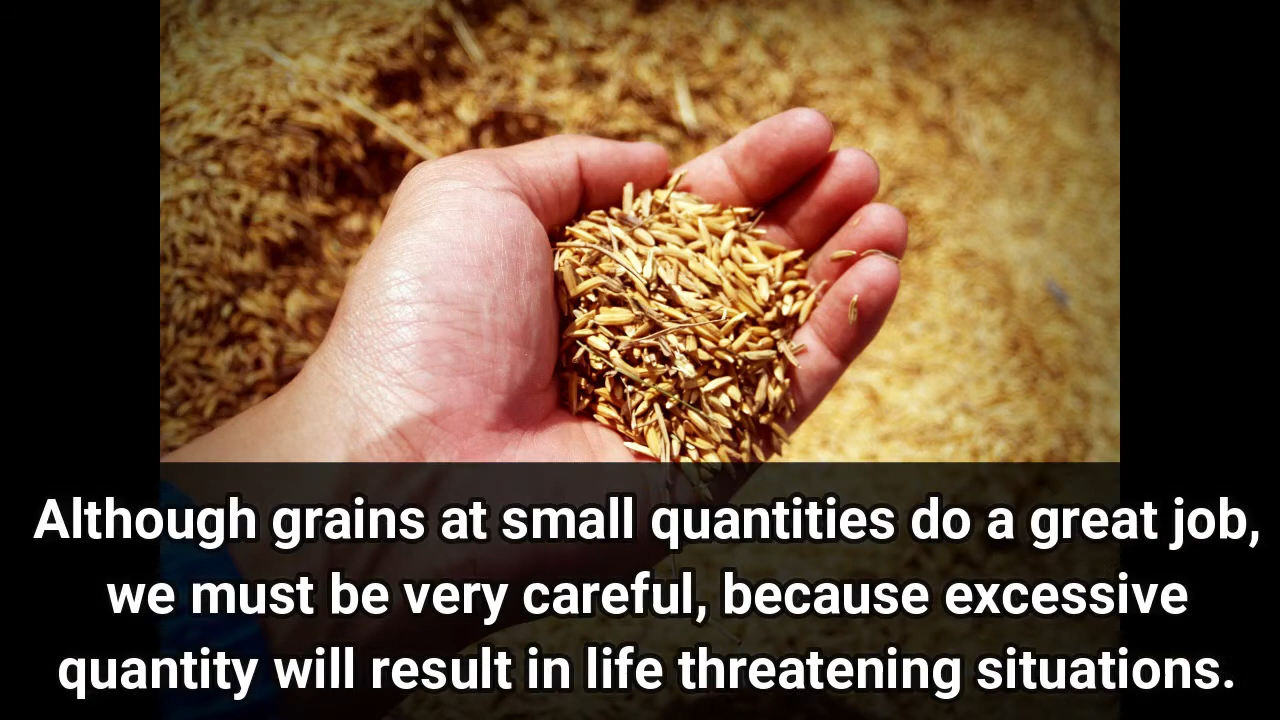 Although grains at small quantities do a great job,
we must be very careful, because excessive
quantity will result in life threatening situations.